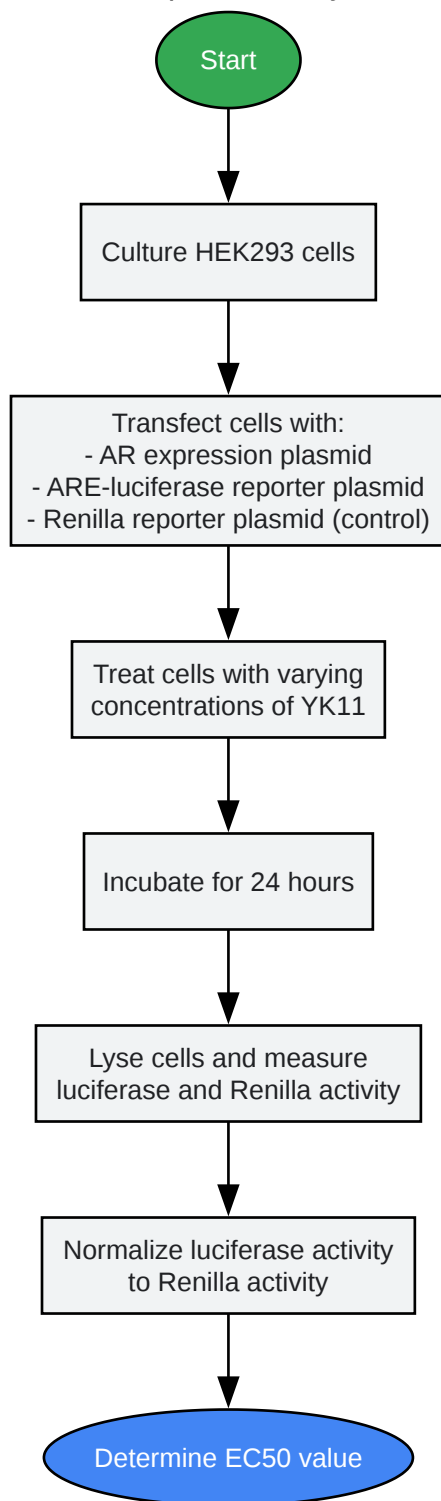 Start
Culture HEK293 cells
Transfect cells with:
- AR expression plasmid
- ARE-luciferase reporter plasmid
- Renilla reporter plasmid (control)
Treat cells with varying
concentrations of YK11
Incubate for 24 hours
Lyse cells and measure
luciferase and Renilla activity
Normalize luciferase activity
to Renilla activity
Determine EC50 value